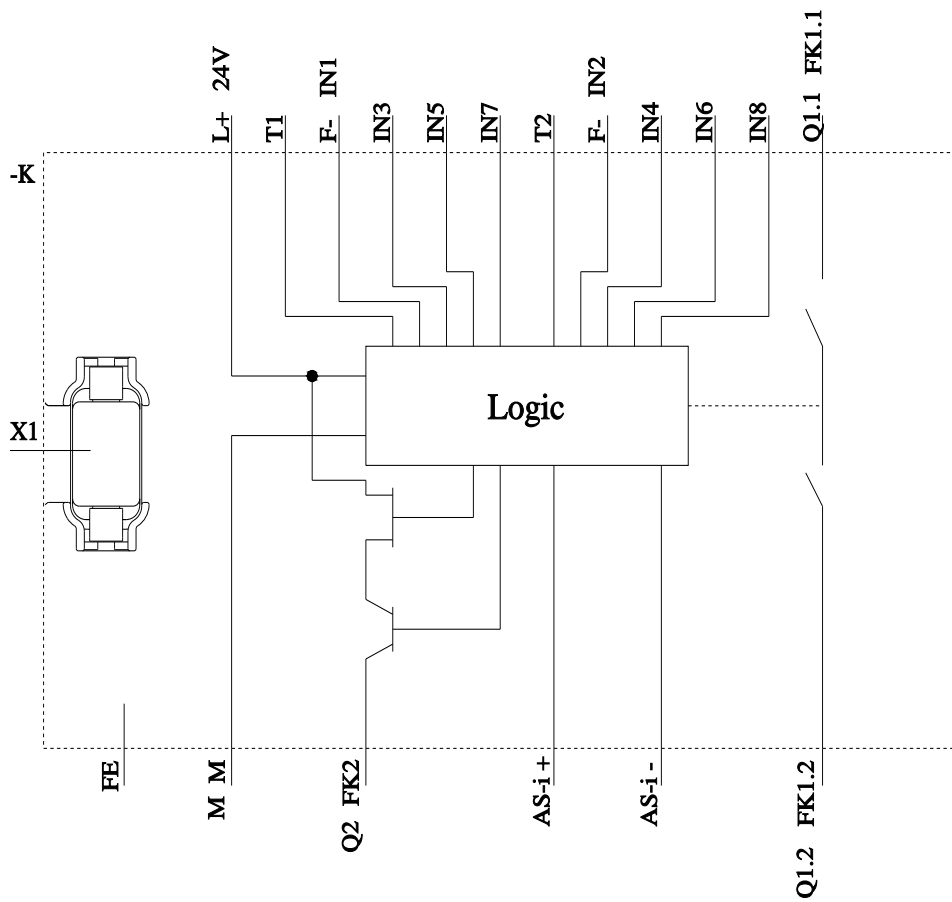 L+ 24V
T1
F- IN1
IN3
IN5
IN7
T2
F- IN2
IN4
IN6
IN8
Q1.1 FK1.1
-K
Logic
X1
FE
M M
Q2 FK2
AS-i +
AS-i -
Q1.2 FK1.2